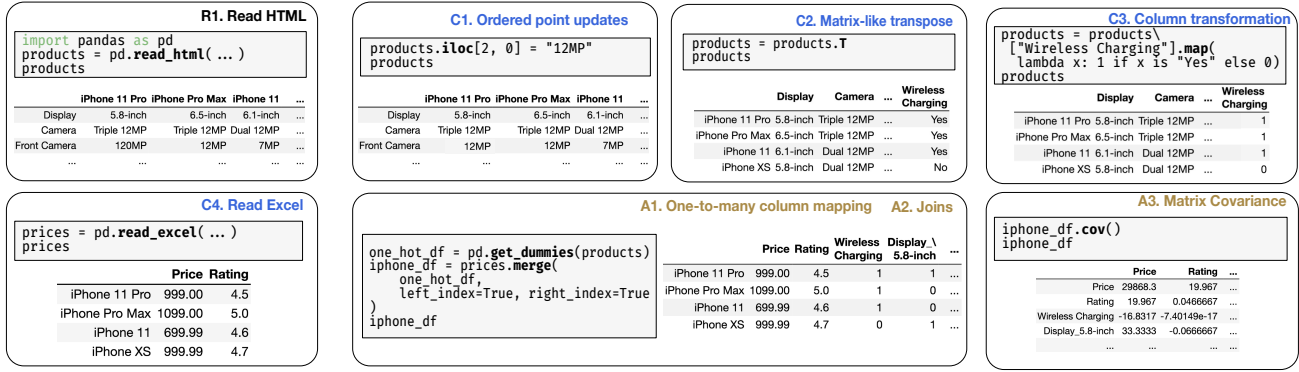 R1. Read HTML
import pandas as pd
products = pd.read_html( ... )
products
iPhone 11 Pro iPhone Pro Max iPhone 11 ...
Display 5.8-inch 6.5-inch 6.1-inch ...
Camera Triple 12MP Triple 12MP Dual 12MP ...
Front Camera 120MP 12MP 7MP ...
... ... ... ...
C1. Ordered point updates
products.iloc[2, 0] = "12MP"
products
iPhone 11 Pro iPhone Pro Max iPhone 11 ...
Display 5.8-inch 6.5-inch 6.1-inch ...
Camera Triple 12MP Triple 12MP Dual 12MP ...
Front Camera 12MP 12MP 7MP ...
... ... ... ...
C2. Matrix-like transpose
products = products.T
products
Display Camera ... Wireless
Charging
iPhone 11 Pro 5.8-inch Triple 12MP ... Yes
iPhone Pro Max 6.5-inch Triple 12MP ... Yes
iPhone 11 6.1-inch Dual 12MP ... Yes
iPhone XS 5.8-inch Dual 12MP ... No
C3. Column transformation
products = products\
["Wireless Charging"].map(
lambda x: 1 if x is "Yes" else 0)
products
Display Camera ... Wireless
Charging
iPhone 11 Pro 5.8-inch Triple 12MP ... 1
iPhone Pro Max 6.5-inch Triple 12MP ... 1
iPhone 11 6.1-inch Dual 12MP ... 1
iPhone XS 5.8-inch Dual 12MP ... 0
C4. Read Excel
prices = pd.read_excel( ... )
prices
Price Rating
iPhone 11 Pro 999.00 4.5
iPhone Pro Max 1099.00 5.0
iPhone 11 699.99 4.6
iPhone XS 999.99 4.7
A1. One-to-many column mapping A2. Joins
one_hot_df = pd.get_dummies(products)
iphone_df = prices.merge(
one_hot_df,
left_index=True, right_index=True
)
iphone_df
Price Rating Wireless Display_\ ...
Charging 5.8-inch
iPhone 11 Pro 999.00 4.5 1 1 ...
iPhone Pro Max 1099.00 5.0 1 0 ...
iPhone 11 699.99 4.6 1 0 ...
iPhone XS 999.99 4.7 0 1 ...
A3. Matrix Covariance
iphone_df.cov()
iphone_df
Price Rating ...
Price 29868.3 19.967 ...
Rating 19.967 0.0466667 ...
Wireless Charging -16.8317 -7.40149e-17 ...
Display_5.8-inch 33.3333 -0.0666667 ...
... ... ... ...